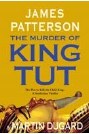 JAMES
PATTERSON
THE MURDER OF
KING
TUT
MARTIN DUGARD